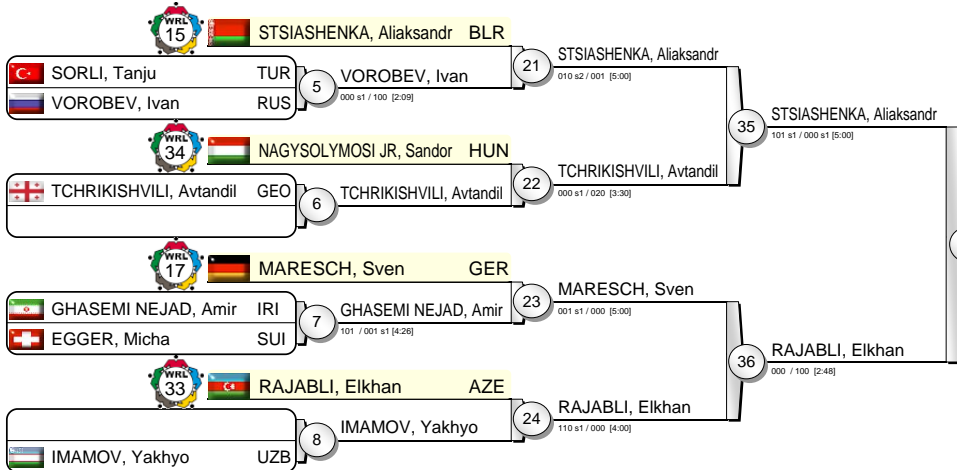 WRL
15
STSIASHENKA, Aliaksandr BLR
SORLI, Tanju TUR
VOROBEV, Ivan RUS
5
VOROBEV, Ivan
000 s1 / 100 [2:09]
21
STSIASHENKA, Aliaksandr
010 s2 / 001 [5:00]
WRL
34
NAGYSOLYMOSI JR, Sandor HUN
TCHRIKISHVILI, Avtandil GEO
6
TCHRIKISHVILI, Avtandil
22
TCHRIKISHVILI, Avtandil
000 s1 / 020 [3:30]
35
STSIASHENKA, Aliaksandr
101 s1 / 000 s1 [5:00]
WRL
17
MARESCH, Sven GER
GHASEMI NEJAD, Amir IRI
EGGER, Micha SUI
7
GHASEMI NEJAD, Amir
101 / 001 s1 [4:26]
23
MARESCH, Sven
001 s1 / 000 [5:00]
WRL
33
RAJABLI, Elkhan AZE
IMAMOV, Yakhyo UZB
8
IMAMOV, Yakhyo
24
RAJABLI, Elkhan
110 s1 / 000 [4:00]
36
RAJABLI, Elkhan
000 / 100 [2:48]